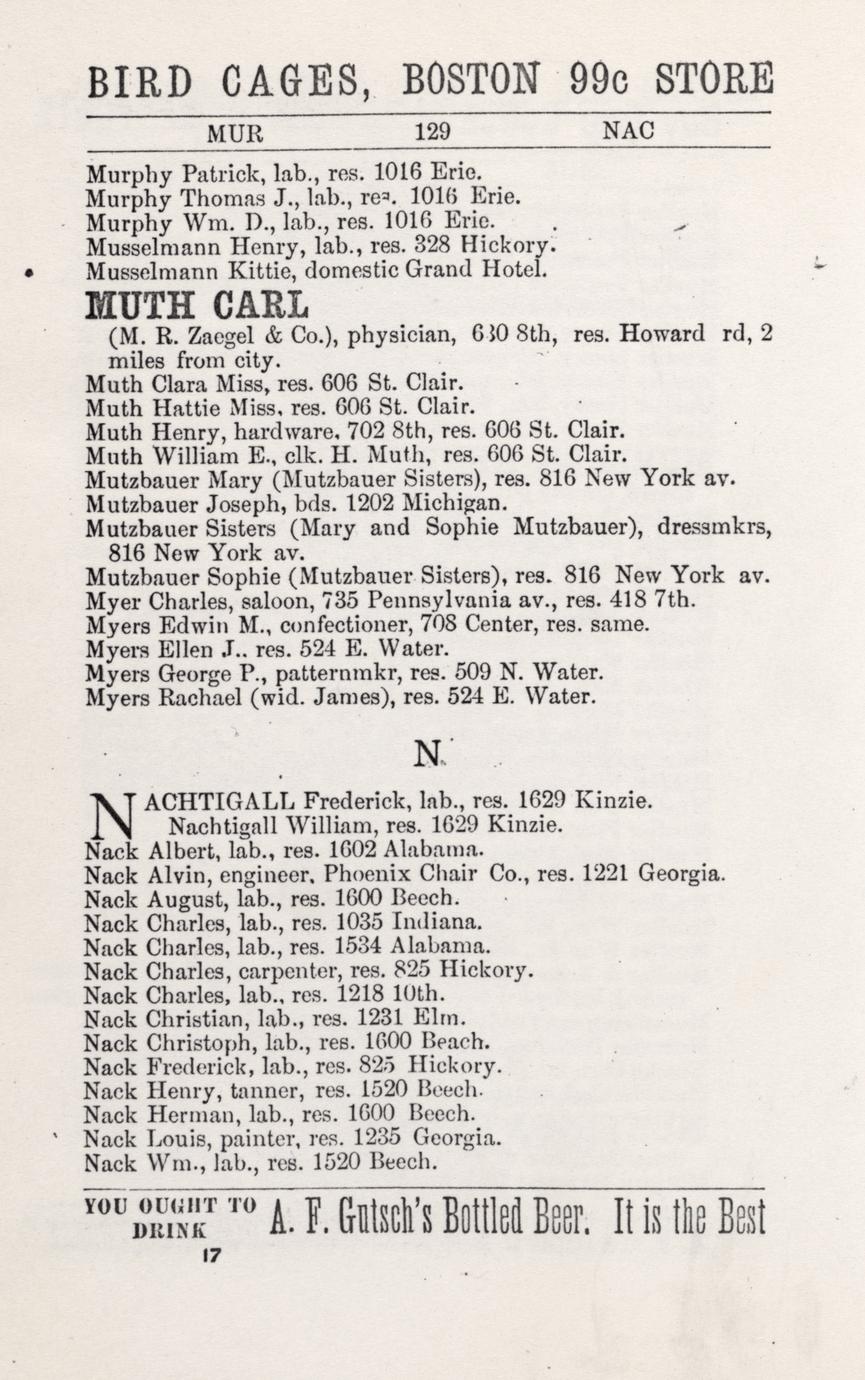 BIRD CAGES, BOSTON 99c STORE
MUR 129 NAC
Murphy Patrick, lab., res. 1016 Erie.
Murphy Thomas J., lab., res. 1016 Erie.
Murphy Wm. D., lab., res. 1016 Erie.
Musselmann Henry, lab., res. 328 Hickory.
Musselmann Kittie, domestic Grand Hotel.
MUTH CARL
(M. R. Zaegel & Co.), physician, 630 8th, res. Howard rd, 2
miles from city.
Muth Clara Miss, res. 606 St. Clair.
Muth Hattie Miss, res. 606 St. Clair.
Muth Henry, hardware, 702 8th, res. 606 St. Clair.
Muth William E., clk. H. Muth, res. 606 St. Clair.
Mutzbauer Mary (Mutzbauer Sisters), res. 816 New York av.
Mutzbauer Joseph, bds. 1202 Michigan.
Mutzbauer Sisters (Mary and Sophie Mutzbauer), dressmkrs,
816 New York av.
Mutzbauer Sophie (Mutzbauer Sisters), res. 816 New York av.
Myer Charles, saloon, 735 Pennsylvania av., res. 418 7th.
Myers Edwin M., confectioner, 708 Center, res. same.
Myers Ellen J.. res. 524 E. Water.
Myers George P., patternmkr, res. 509 N. Water.
Myers Rachael (wid. James), res. 524 E. Water.
N.
NACHTIGALL Frederick, lab., res. 1629 Kinzie.
Nachtigall William, res. 1629 Kinzie.
Nack Albert, lab., res. 1602 Alabama.
Nack Alvin, engineer, Phoenix Chair Co., res. 1221 Georgia.
Nack August, lab., res. 1600 Beech.
Nack Charles, lab., res. 1035 Indiana.
Nack Charles, lab., res. 1534 Alabama.
Nack Charles, carpenter, res. 825 Hickory.
Nack Charles, lab., res. 1218 10th.
Nack Christian, lab., res. 1231 Elm.
Nack Christoph, lab., res. 1600 Beach.
Nack Frederick, lab., res. 825 Hickory.
Nack Henry, tanner, res. 1520 Beech.
Nack Herman, lab., res. 1600 Beech.
Nack Louis, painter, res. 1235 Georgia.
Nack Wm., lab., res. 1520 Beech.
YOU OUGHT TO DRINK A. F. Gutsch's Bottled Beer. It is the Best
17